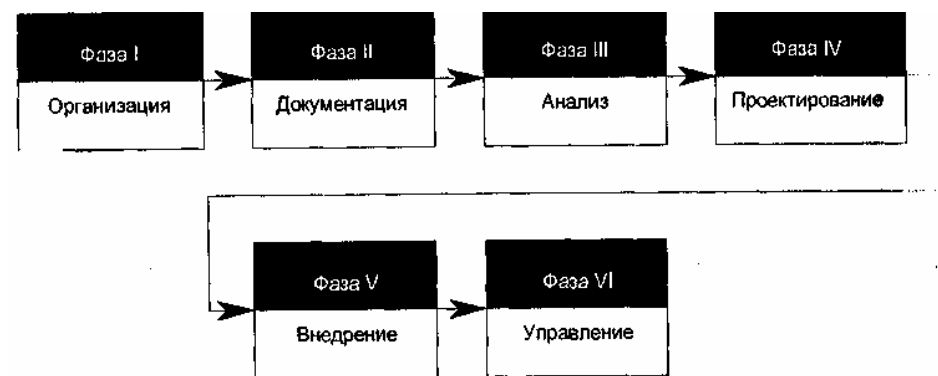 Фаза I
Организация
Фаза II
Документация
Фаза III
Анализ
Фаза IV
Проектирование
Фаза V
Внедрение
Фаза VI
Управление